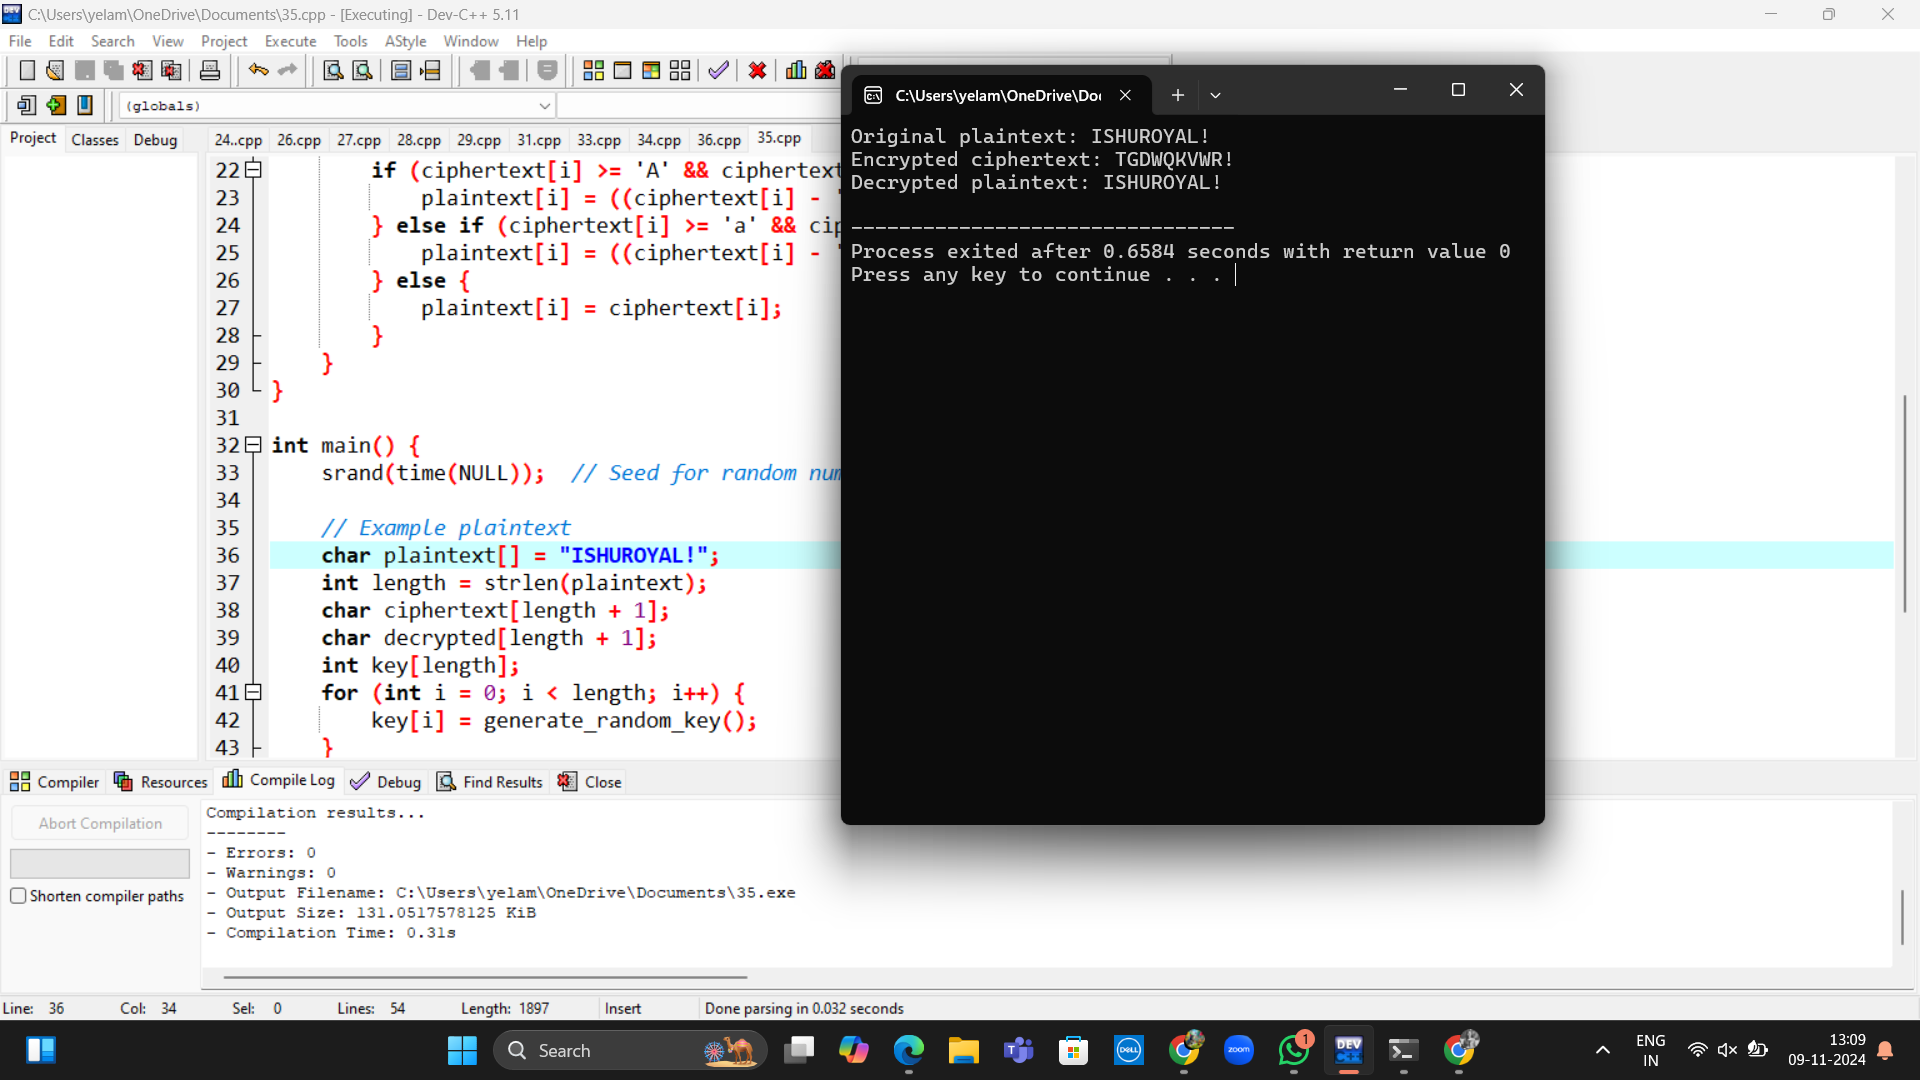 C:\Users\yelam\OneDrive\Documents\35.cpp - [Executing] - Dev-C++ 5.11
File Edit Search View Project Execute Tools AStyle Window Help
(globals)
Project Classes Debug
24..cpp 26.cpp 27.cpp 28.cpp 29.cpp 31.cpp 33.cpp 34.cpp 36.cpp 35.cpp
22 if (ciphertext[i] >= 'A' && ciphertext
23 plaintext[i] = ((ciphertext[i] - '
24 } else if (ciphertext[i] >= 'a' && cip
25 plaintext[i] = ((ciphertext[i] - '
26 } else {
27 plaintext[i] = ciphertext[i];
28 }
29 }
30 }
31
32 int main() {
33 srand(time(NULL)); // Seed for random num
34
35 // Example plaintext
36 char plaintext[] = "ISHUROYAL!";
37 int length = strlen(plaintext);
38 char ciphertext[length + 1];
39 char decrypted[length + 1];
40 int key[length];
41 for (int i = 0; i < length; i++) {
42 key[i] = generate_random_key();
43 }
C:\Users\yelam\OneDrive\Doc
Original plaintext: ISHUROYAL!
Encrypted ciphertext: TGDWQKVWR!
Decrypted plaintext: ISHUROYAL!
--------------------------------
Process exited after 0.6584 seconds with return value 0
Press any key to continue . . .
Compiler Resources Compile Log Debug Find Results Close
Abort Compilation
Shorten compiler paths
Compilation results...
--------
- Errors: 0
- Warnings: 0
- Output Filename: C:\Users\yelam\OneDrive\Documents\35.exe
- Output Size: 131.0517578125 KiB
- Compilation Time: 0.31s
Line: 36 Col: 34 Sel: 0 Lines: 54 Length: 1897 Insert Done parsing in 0.032 seconds
Search
DELL
zoom
1
DEV
C++
ENG
IN
13:09
09-11-2024